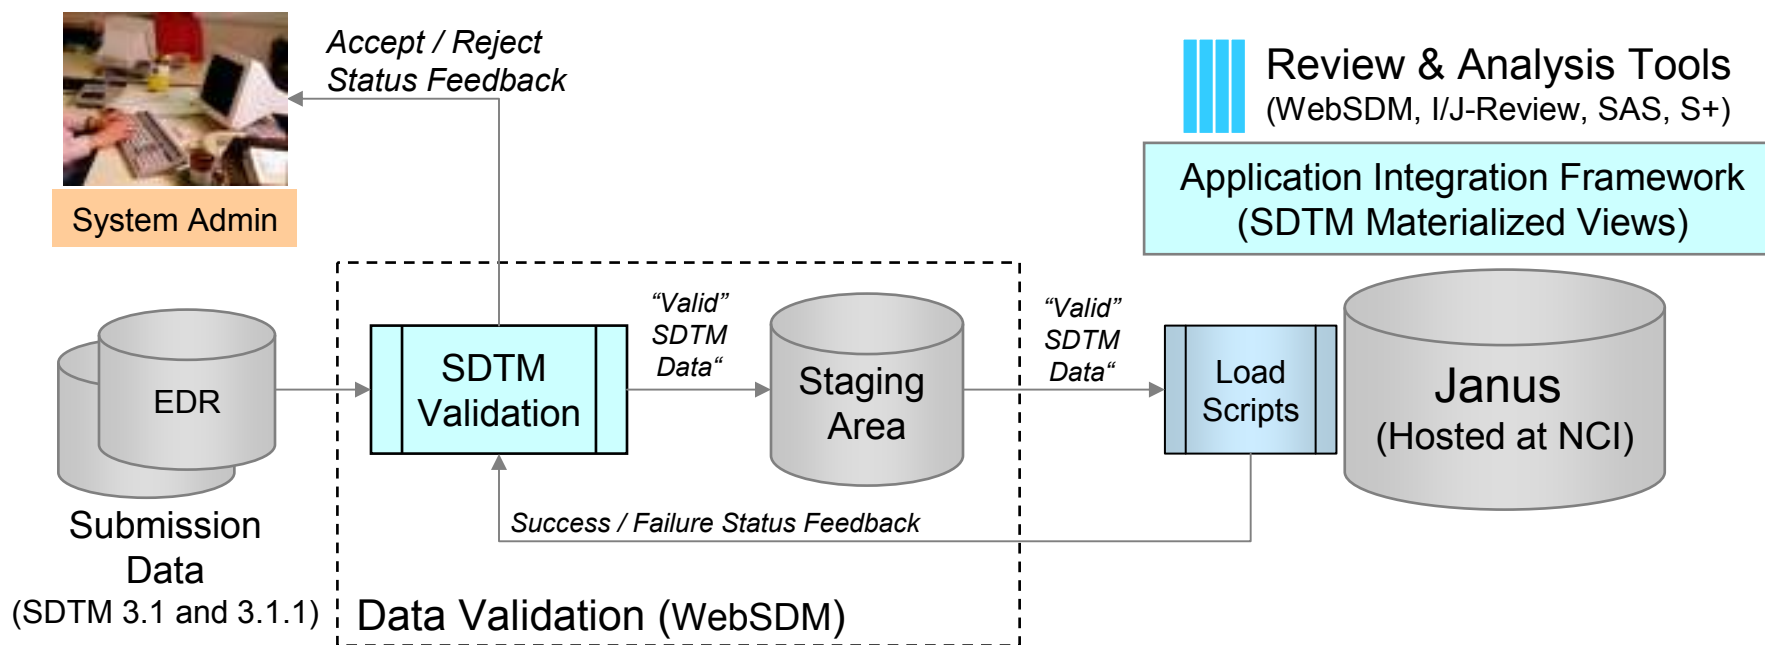 Accept / Reject
Status Feedback
System Admin
Review & Analysis Tools
(WebSDM, I/J-Review, SAS, S+)
Application Integration Framework
(SDTM Materialized Views)
EDR
Submission
Data
(SDTM 3.1 and 3.1.1)
SDTM
Validation
“Valid”
SDTM
Data“
Staging
Area
“Valid”
SDTM
Data“
Load
Scripts
Janus
(Hosted at NCI)
Success / Failure Status Feedback
Data Validation (WebSDM)